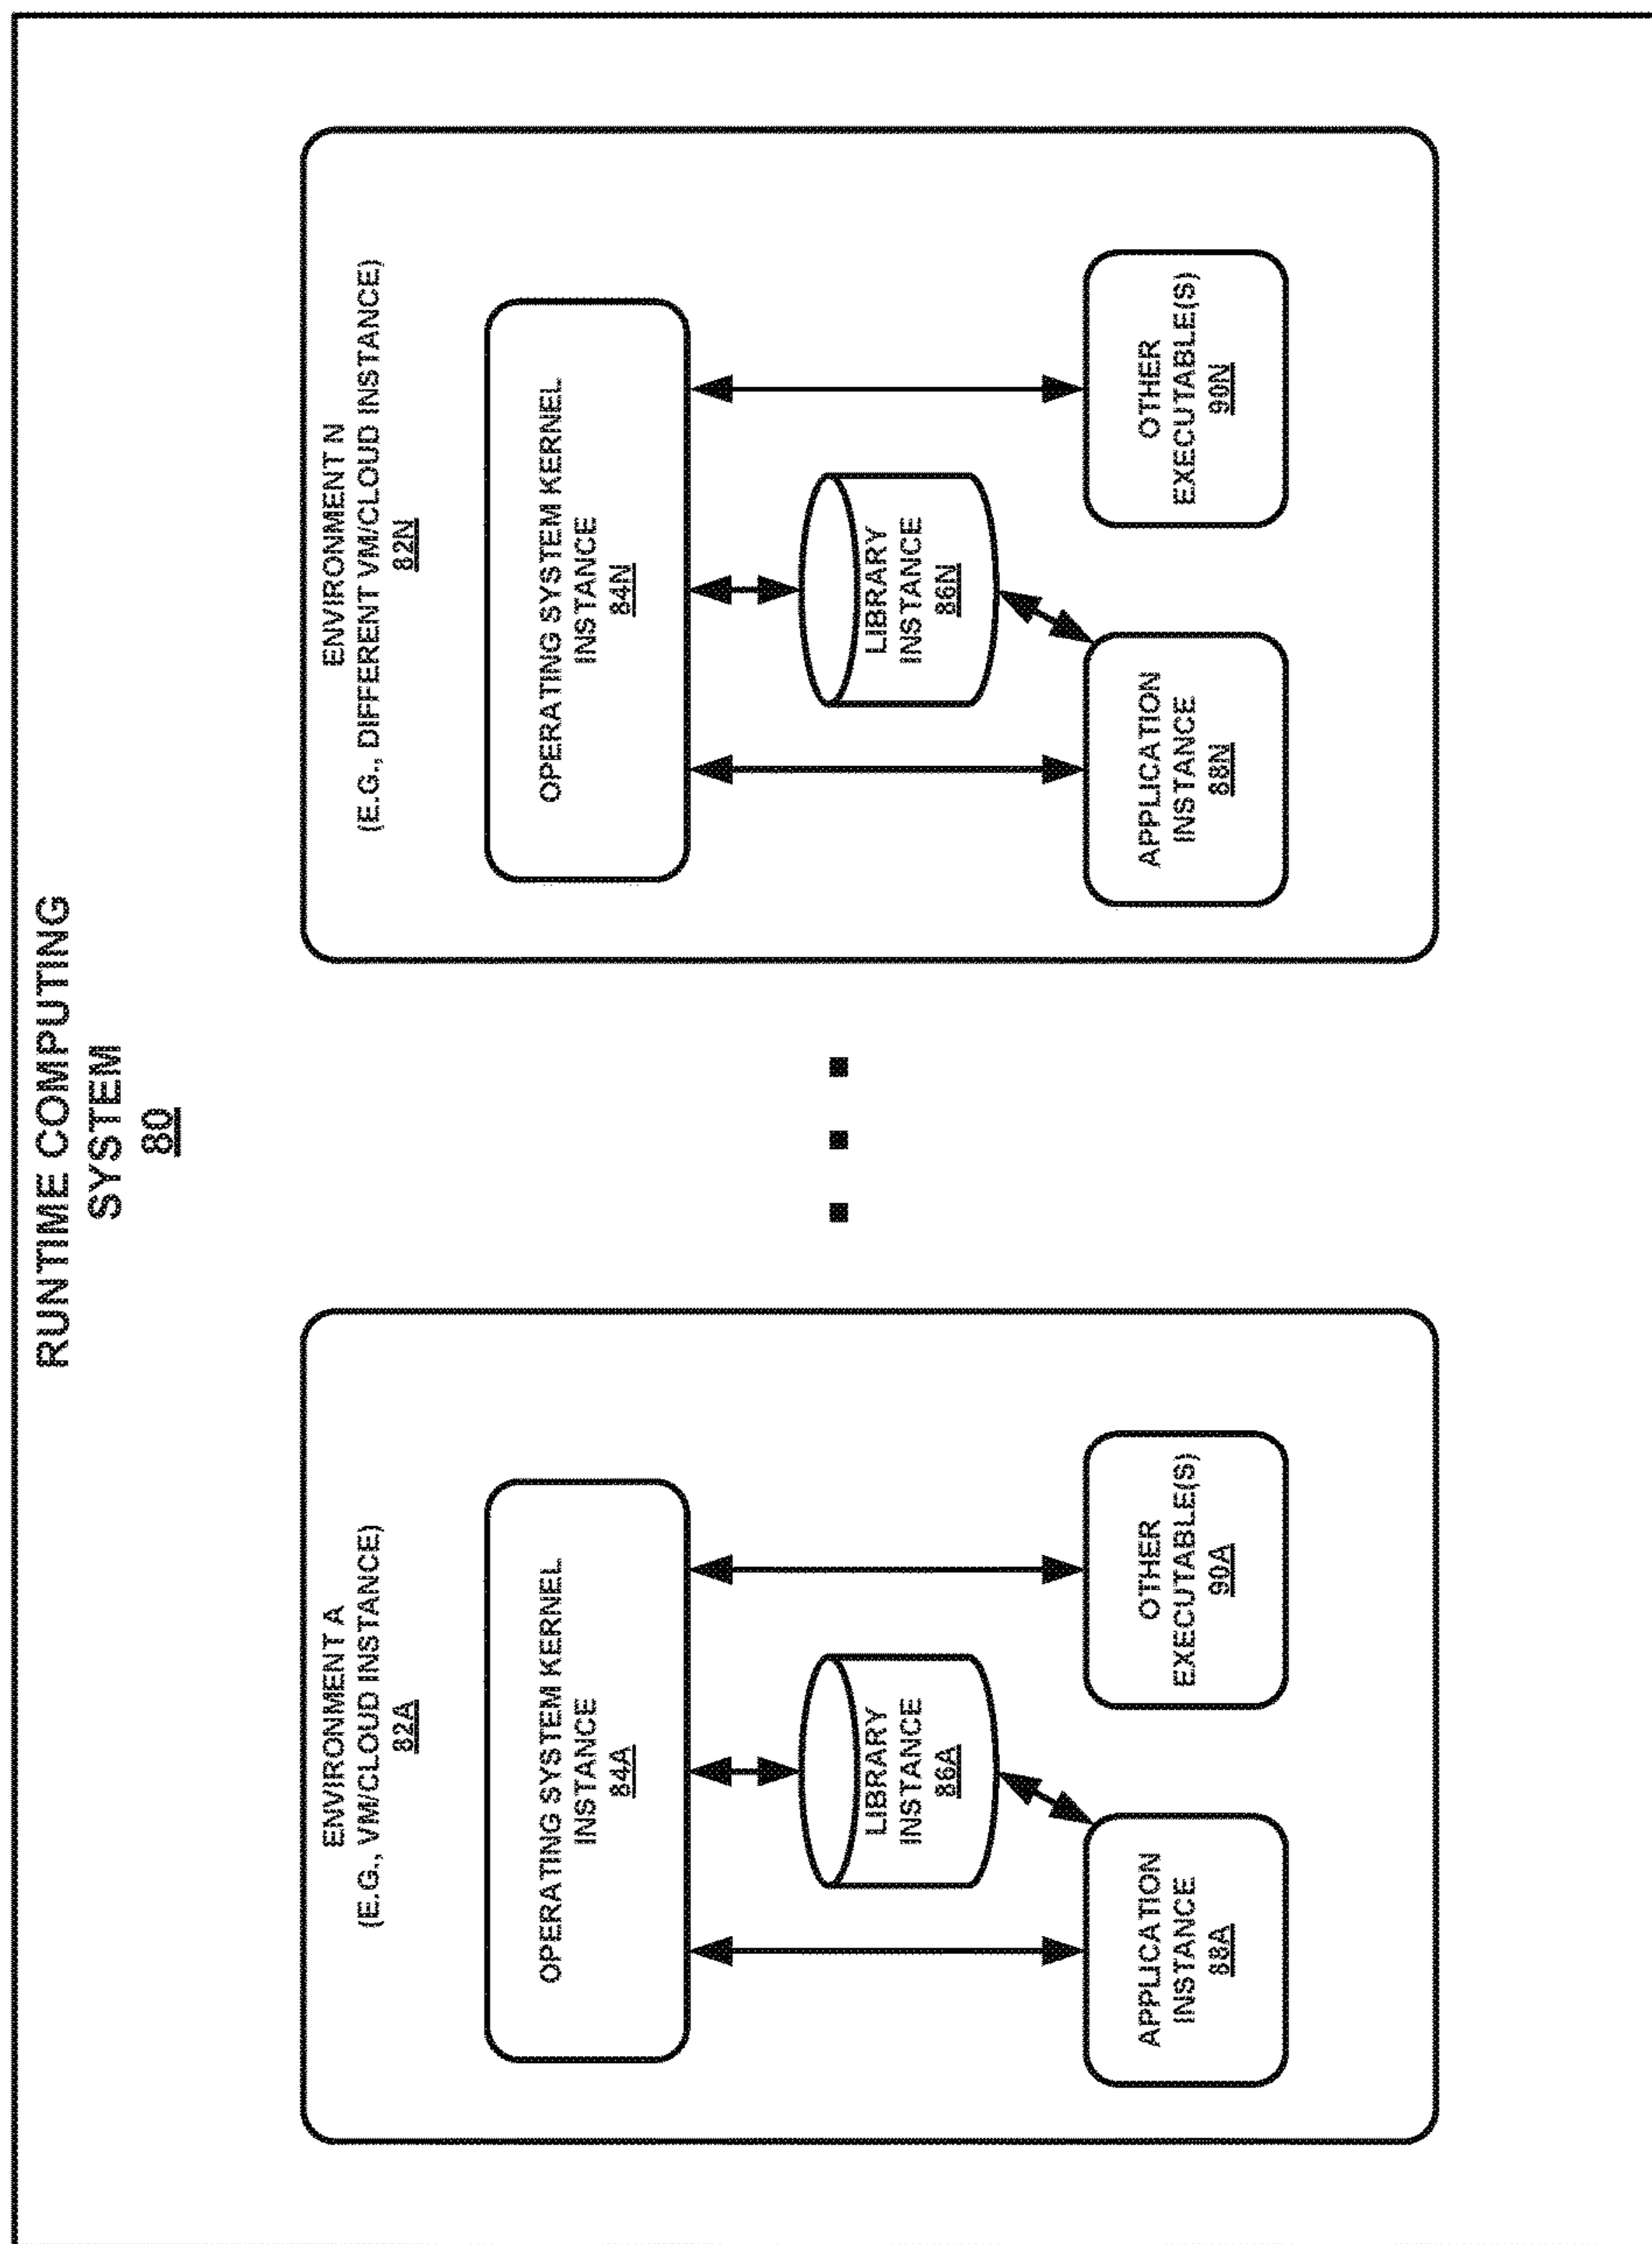 RUNTIME COMPUTING
SYSTEM
80
ENVIRONMENT A
(E.G., VM/CLOUD INSTANCE)
82A
OPERATING SYSTEM KERNEL
INSTANCE
84A
LIBRARY
INSTANCE
86A
APPLICATION
INSTANCE
88A
OTHER
EXECUTABLE(S)
90A
ENVIRONMENT N
(E.G., DIFFERENT VM/CLOUD INSTANCE)
82N
OPERATING SYSTEM KERNEL
INSTANCE
84N
LIBRARY
INSTANCE
86N
APPLICATION
INSTANCE
88N
OTHER
EXECUTABLE(S)
90N